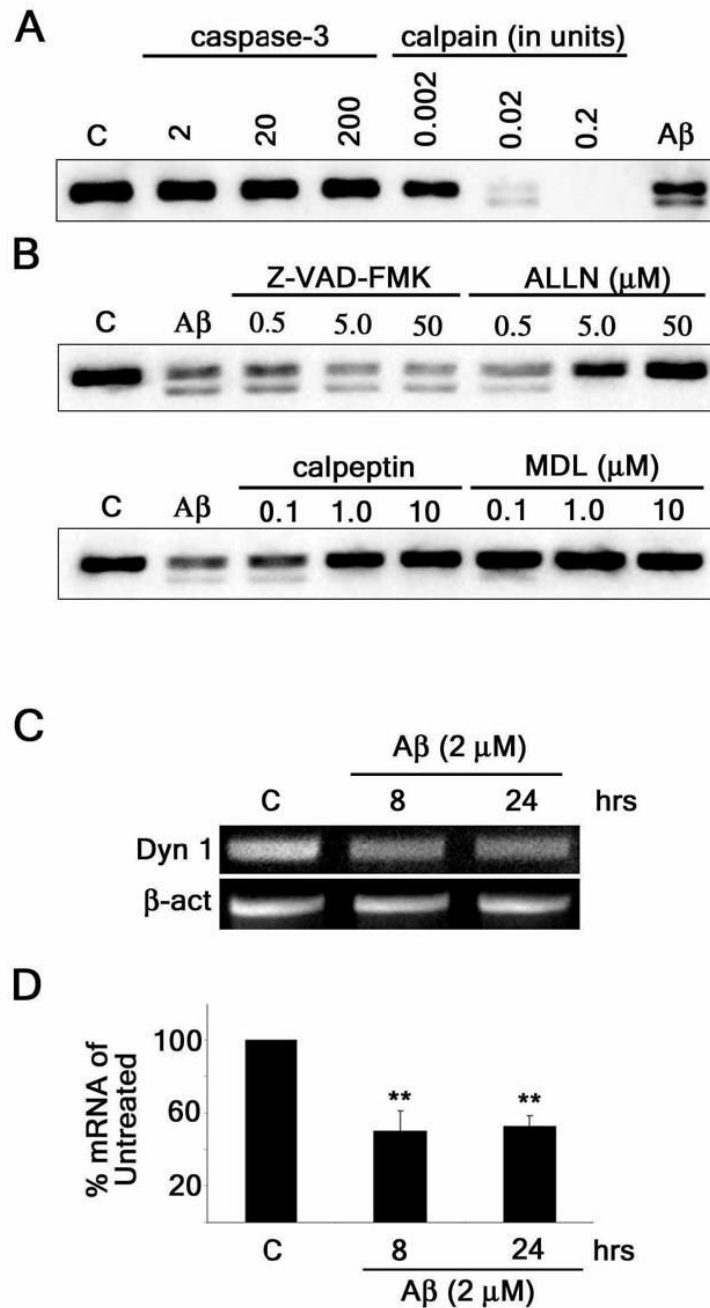 A
caspase-3 calpain (in units)
C 2 20 200 0.002 0.02 0.2 Aβ
B
Z-VAD-FMK ALLN (μM)
C Aβ 0.5 5.0 50 0.5 5.0 50
calpeptin MDL (μM)
C Aβ 0.1 1.0 10 0.1 1.0 10
C
Aβ (2 μM)
C 8 24 hrs
Dyn 1
β-act
D
% mRNA of
Untreated
100
60
20
** **
C 8 24 hrs
Aβ (2 μM)